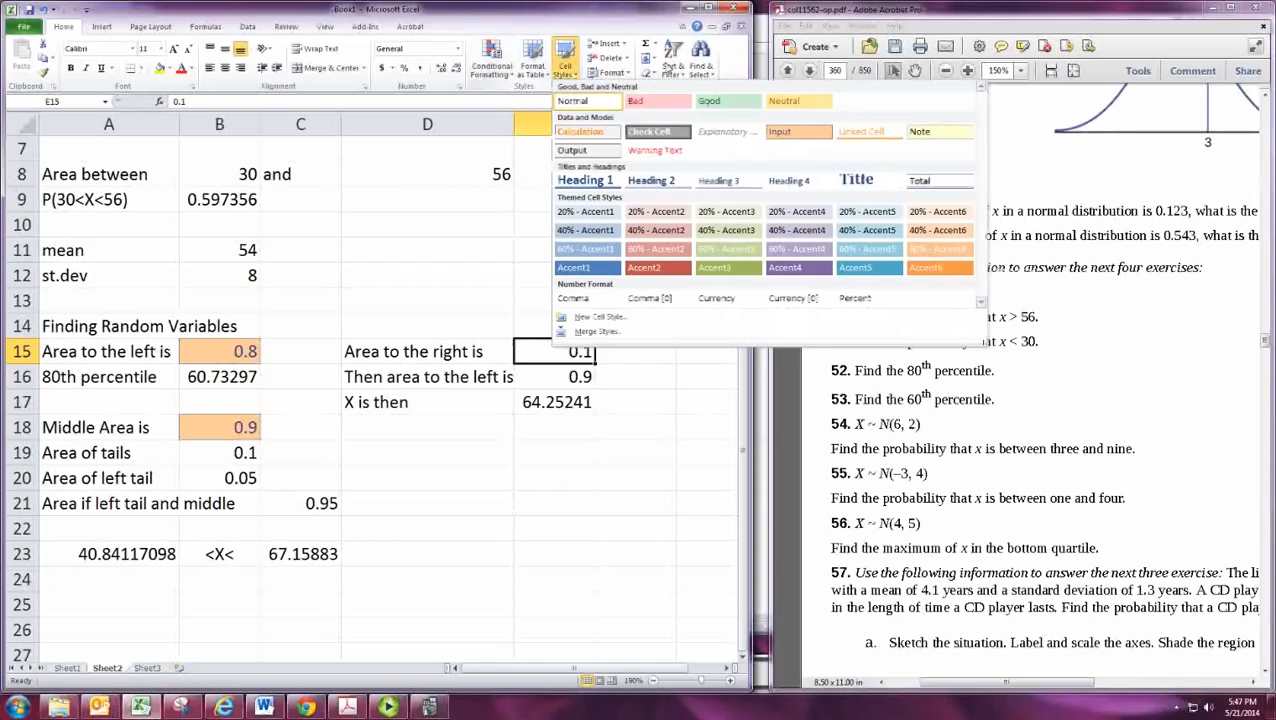 Book1 - Microsoft Excel
File Home Insert Page Layout Formulas Data Review View Add-Ins Acrobat
Calibri 11 General
Wrap Text Insert
Paste B I U Merge & Center $ % , Conditional Formatting Format as Table Cell Styles Delete Format Sort & Filter Find & Select
Clipboard Font Alignment Number Styles
E15 0.1
A B C D
7
8 Area between 30 and 56
9 P(30<X<56) 0.597356
10
11 mean 54
12 st.dev 8
13
14 Finding Random Variables
15 Area to the left is 0.8 Area to the right is 0.1
16 80th percentile 60.73297 Then area to the left is 0.9
17 X is then 64.25241
18 Middle Area is 0.9
19 Area of tails 0.1
20 Area of left tail 0.05
21 Area if left tail and middle 0.95
22
23 40.84117098 <X< 67.15883
24
25
26
27
Sheet1 Sheet2 Sheet3
Ready 190%
Good, Bad and Neutral
Normal Bad Good Neutral
Data and Model
Calculation Check Cell Explanatory ... Input Linked Cell Note
Output Warning Text
Titles and Headings
Heading 1 Heading 2 Heading 3 Heading 4 Title Total
Themed Cell Styles
20% - Accent1 20% - Accent2 20% - Accent3 20% - Accent4 20% - Accent5 20% - Accent6
40% - Accent1 40% - Accent2 40% - Accent3 40% - Accent4 40% - Accent5 40% - Accent6
60% - Accent1 60% - Accent2 60% - Accent3 60% - Accent4 60% - Accent5 60% - Accent6
Accent1 Accent2 Accent3 Accent4 Accent5 Accent6
Number Format
Comma Comma [0] Currency Currency [0] Percent
New Cell Style...
Merge Styles...
col11562-op.pdf - Adobe Acrobat Pro
File Edit View Window Help
Create
360 / 850 150% Tools Comment Share
3
x in a normal distribution is 0.123, what is the
of x in a normal distribution is 0.543, what is the
ion to answer the next four exercises:
at x > 56.
at x < 30.
52. Find the 80th percentile.
53. Find the 60th percentile.
54. X ~ N(6, 2)
Find the probability that x is between three and nine.
55. X ~ N(–3, 4)
Find the probability that x is between one and four.
56. X ~ N(4, 5)
Find the maximum of x in the bottom quartile.
57. Use the following information to answer the next three exercise: The li
with a mean of 4.1 years and a standard deviation of 1.3 years. A CD play
in the length of time a CD player lasts. Find the probability that a CD pla
a. Sketch the situation. Label and scale the axes. Shade the region
8.50 x 11.00 in
5:47 PM
5/21/2014